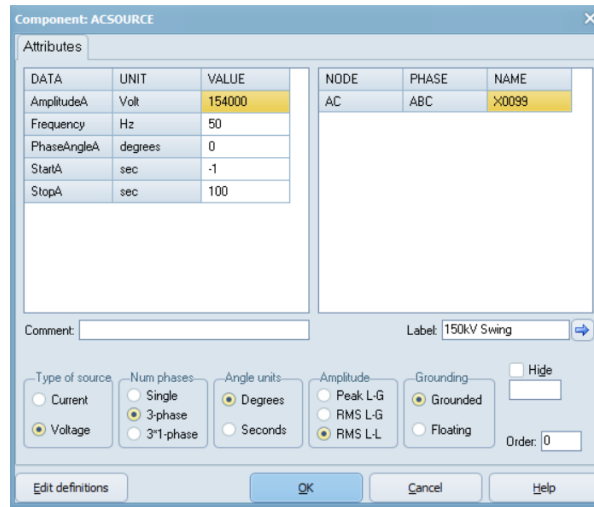 Component: ACSOURCE
Attributes
DATA UNIT VALUE
AmplitudeA Volt 154000
Frequency Hz 50
PhaseAngleA degrees 0
StartA sec -1
StopA sec 100
NODE PHASE NAME
AC ABC X0099
Comment: Label: 150kV Swing
Type of source Num phases Angle units Amplitude Grounding Hide
Current Single Degrees Peak L-G Grounded
3-phase RMS L-G
Voltage 3*1-phase Seconds RMS L-L Floating Order: 0
Edit definitions OK Cancel Help